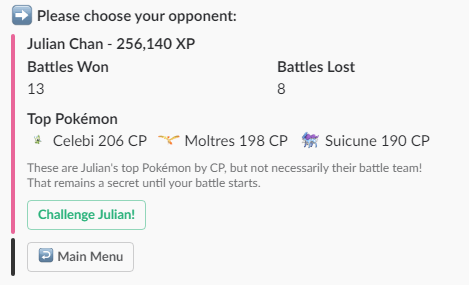 Please choose your opponent:
Julian Chan - 256,140 XP
Battles Won Battles Lost
13 8
Top Pokémon
Celebi 206 CP Moltres 198 CP Suicune 190 CP
These are Julian's top Pokémon by CP, but not necessarily their battle team!
That remains a secret until your battle starts.
Challenge Julian!
Main Menu